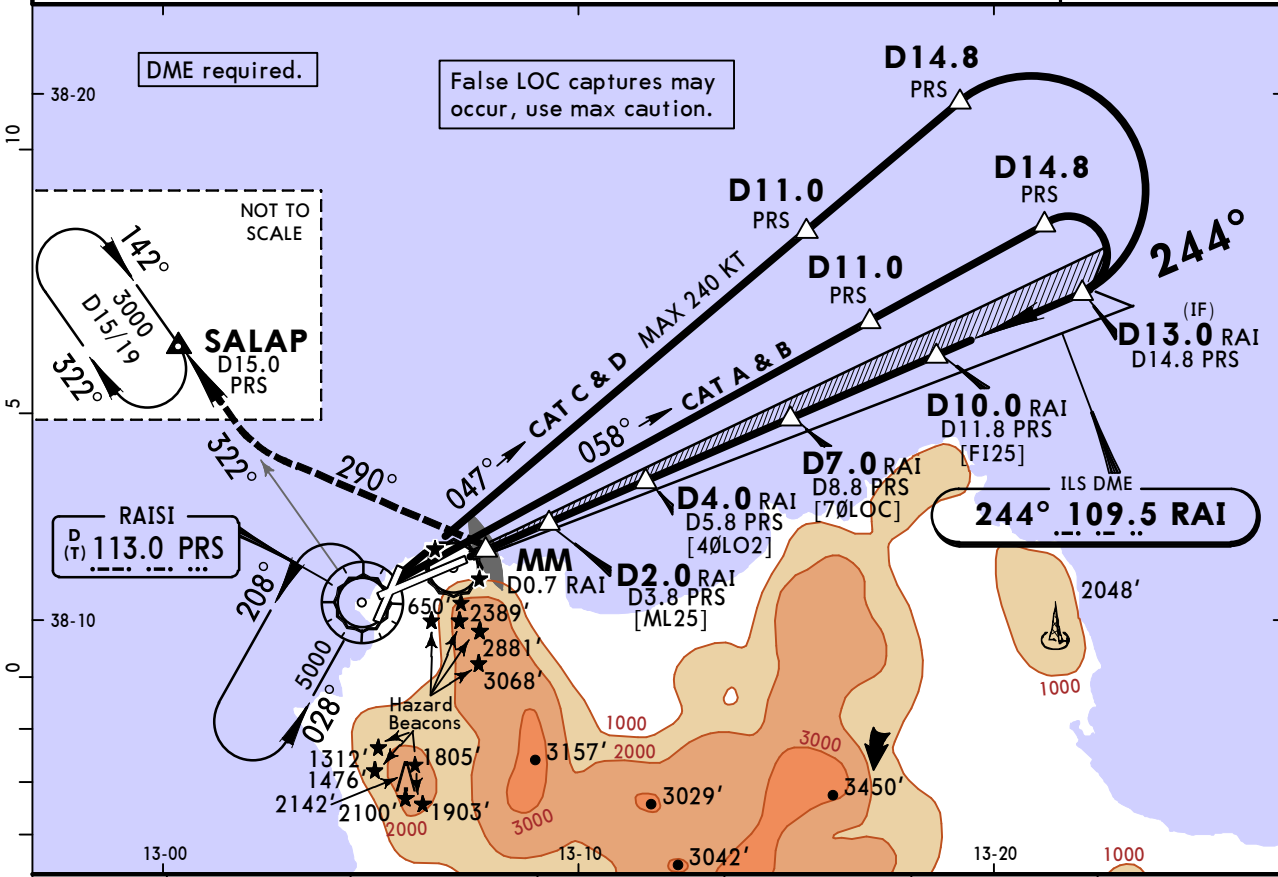 DME required.
False LOC captures may
occur, use max caution.
D14.8
PRS
38-20
10
D14.8
PRS
D11.0
PRS
NOT TO
SCALE
244°
142°
3000
D15/19
322°
SALAP
D15.0
PRS
D11.0
PRS
MAX 240 KT
CAT C & D
047°
CAT A & B
058°
(IF)
D13.0 RAI
D14.8 PRS
D10.0 RAI
D11.8 PRS
[FI25]
5
322°
290°
D7.0 RAI
D8.8 PRS
[70LOC]
D4.0 RAI
D5.8 PRS
[40LO2]
ILS DME
244° 109.5 RAI
RAISI
D
(T) 113.0 PRS
MM
D0.7 RAI
D2.0 RAI
D3.8 PRS
[ML25]
208°
5000
028°
38-10
0
650'
2389'
2881'
3068'
Hazard
Beacons
2048'
1000
1000
2000
3000
1312'
1476'
1805'
2142'
2100'
1903'
2000
3157'
3000
3029'
3450'
3042'
13-00
13-10
13-20
1000